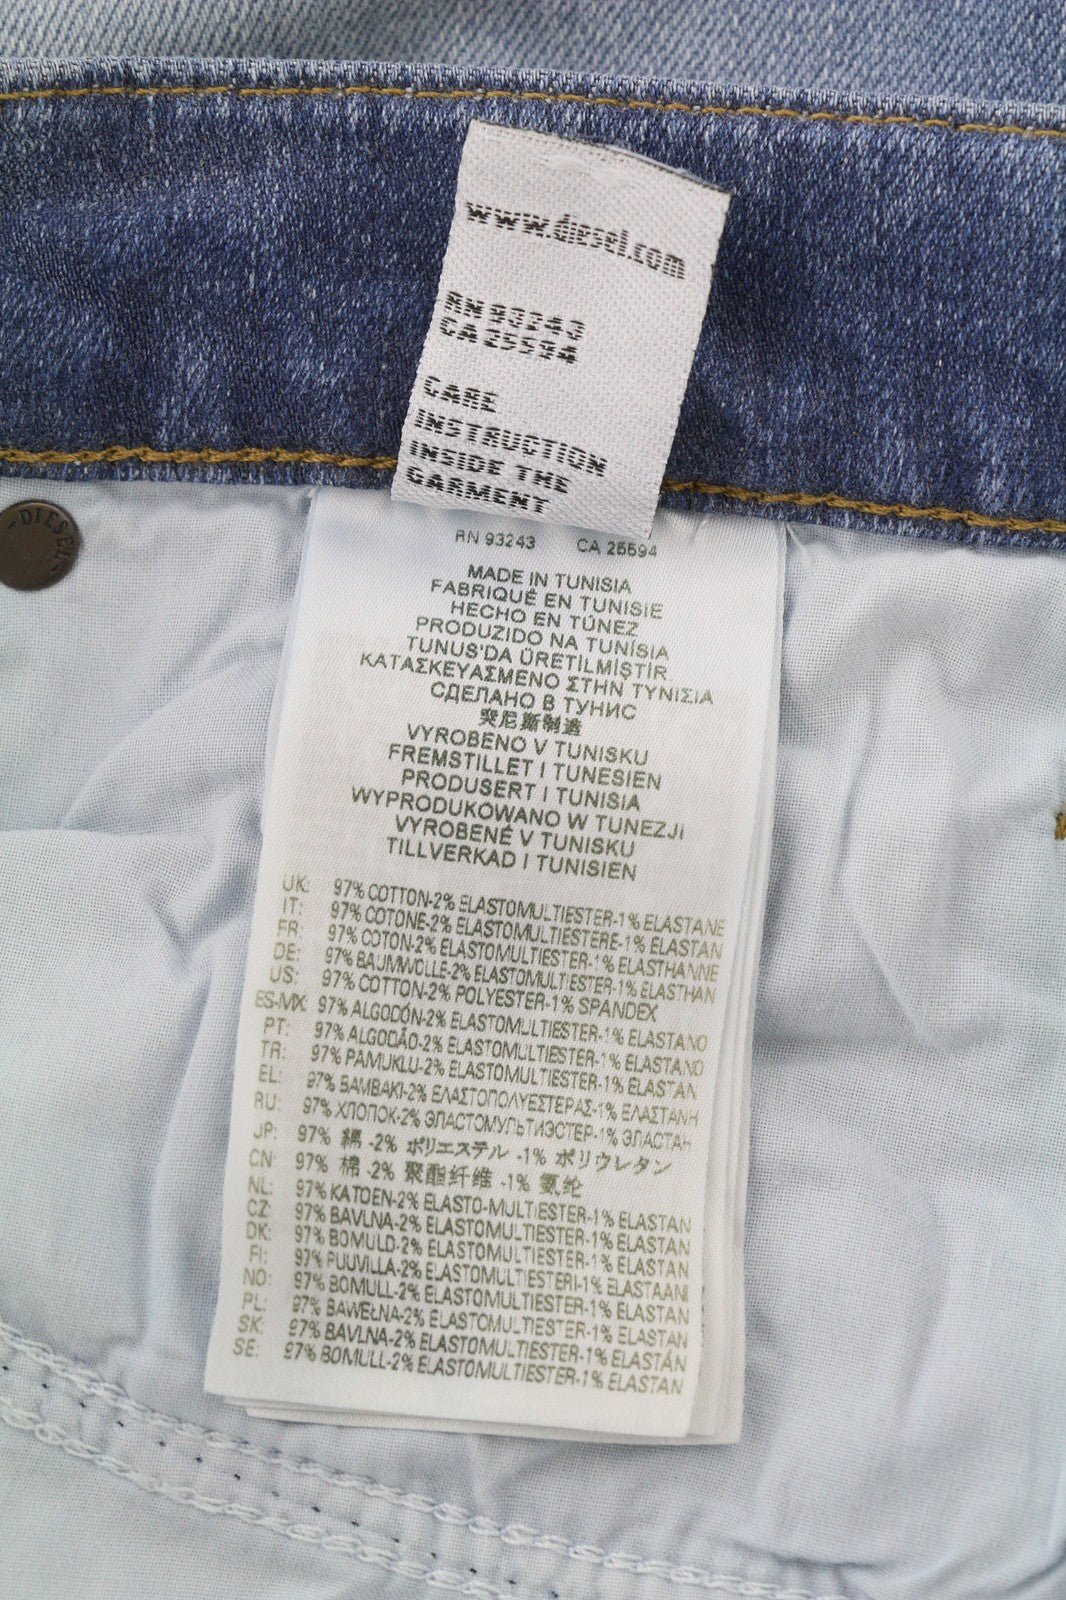 www.diesel.com
RN 93243
CA 25594
CARE
INSTRUCTION
INSIDE THE
GARMENT
DIESEL
RN 93243 CA 25594
MADE IN TUNISIA
FABRIQUÉ EN TUNISIE
HECHO EN TÚNEZ
PRODUZIDO NA TUNÍSIA
TUNUS'DA ÜRETİLMİŞTİR
ΚΑΤΑΣΚΕΥΑΣΜΕΝΟ ΣΤΗΝ ΤΥΝΙΣΙΑ
СДЕЛАНО В ТУНИС
突尼斯制造
VYROBENO V TUNISKU
FREMSTILLET I TUNESIEN
PRODUSERT I TUNISIA
WYPRODUKOWANO W TUNEZJI
VYROBENÉ V TUNISKU
TILLVERKAD I TUNISIEN
UK: 97% COTTON-2% ELASTOMULTIESTER-1% ELASTANE
IT: 97% COTONE-2% ELASTOMULTIESTERE-1% ELASTAN
FR: 97% COTON-2% ELASTOMULTIESTER-1% ELASTHANNE
DE: 97% BAUMWOLLE-2% ELASTOMULTIESTER-1% ELASTHAN
US: 97% COTTON-2% POLYESTER-1% SPANDEX
ES-MX: 97% ALGODÓN-2% ELASTOMULTIESTER-1% ELASTANO
PT: 97% ALGODÃO-2% ELASTOMULTIESTER-1% ELASTANO
TR: 97% PAMUKLU-2% ELASTOMULTIESTER-1% ELASTAN
EL: 97% ΒΑΜΒΑΚΙ-2% ΕΛΑΣΤΟΠΟΛΥΕΣΤΕΡΑΣ-1% ΕΛΑΣΤΑΝΗ
RU: 97% ХЛОПОК-2% ЭЛАСТОМУЛЬТИЭСТЕР-1% ЭЛАСТАН
JP: 97% 綿 -2% ポリエステル -1% ポリウレタン
CN: 97% 棉 -2% 聚酯纤维 -1% 氨纶
NL: 97% KATOEN-2% ELASTO-MULTIESTER-1% ELASTAN
CZ: 97% BAVLNA-2% ELASTOMULTIESTER-1% ELASTAN
DK: 97% BOMULD-2% ELASTOMULTIESTER-1% ELASTAN
FI: 97% PUUVILLA-2% ELASTOMULTIESTERI-1% ELASTAANI
NO: 97% BOMULL-2% ELASTOMULTIESTER-1% ELASTAN
PL: 97% BAWEŁNA-2% ELASTOMULTIESTER-1% ELASTAN
SK: 97% BAVLNA-2% ELASTOMULTIESTER-1% ELASTÁN
SE: 97% BOMULL-2% ELASTOMULTIESTER-1% ELASTAN